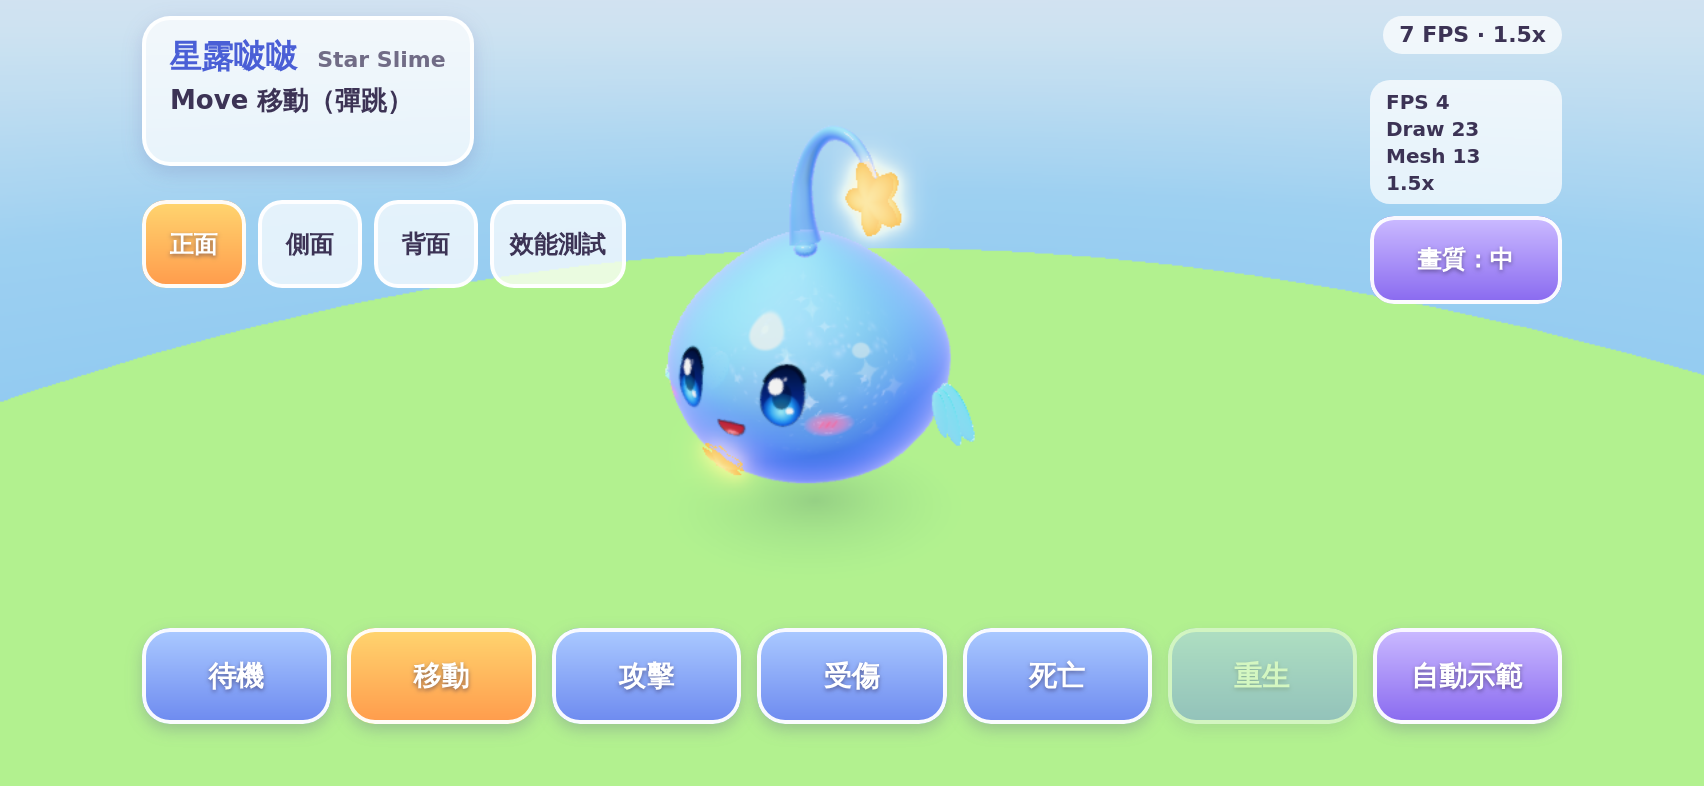 星露啵啵 Star Slime
Move 移動（彈跳）
7 FPS · 1.5x
FPS 4
Draw 23
Mesh 13
1.5x
正面
側面
背面
效能測試
畫質：中
待機
移動
攻擊
受傷
死亡
重生
自動示範